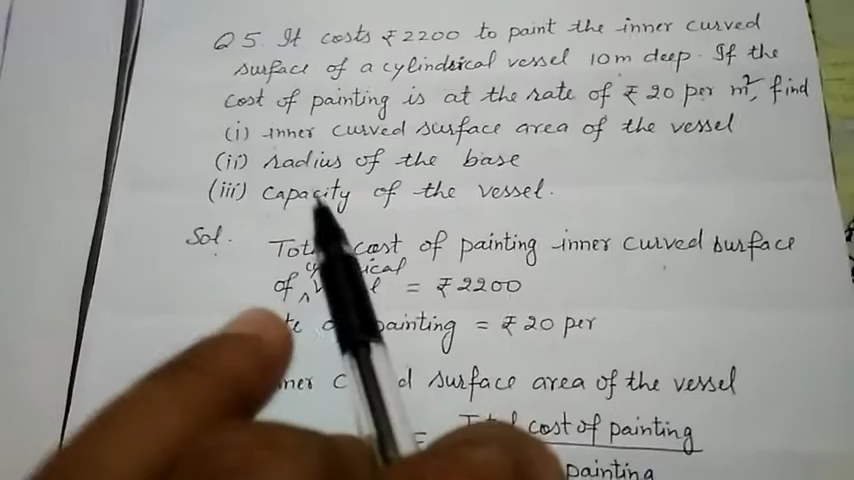 Q5. It costs ₹2200 to paint the inner curved
surface of a cylindrical vessel 10m deep. If the
cost of painting is at the rate of ₹20 per m², find
(i) inner curved surface area of the vessel
(ii) radius of the base
(iii) capacity of the vessel.
Sol. cost of painting inner curved surface
of = ₹2200
painting = ₹20 per
surface area of the vessel
= cost of painting
painting